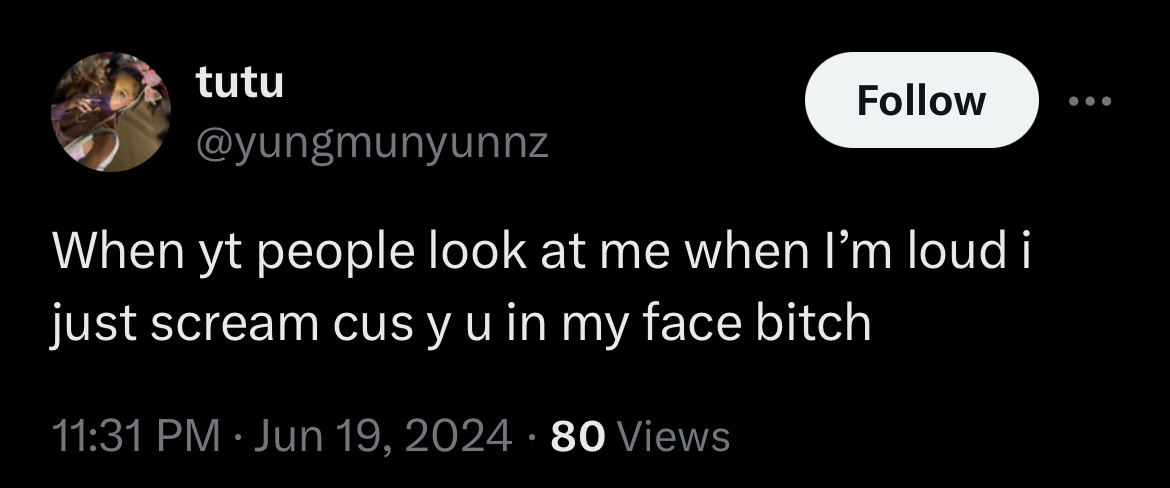 tutu
@yungmunyunnz
Follow
When yt people look at me when I’m loud i
just scream cus y u in my face bitch
11:31 PM · Jun 19, 2024 · 80 Views